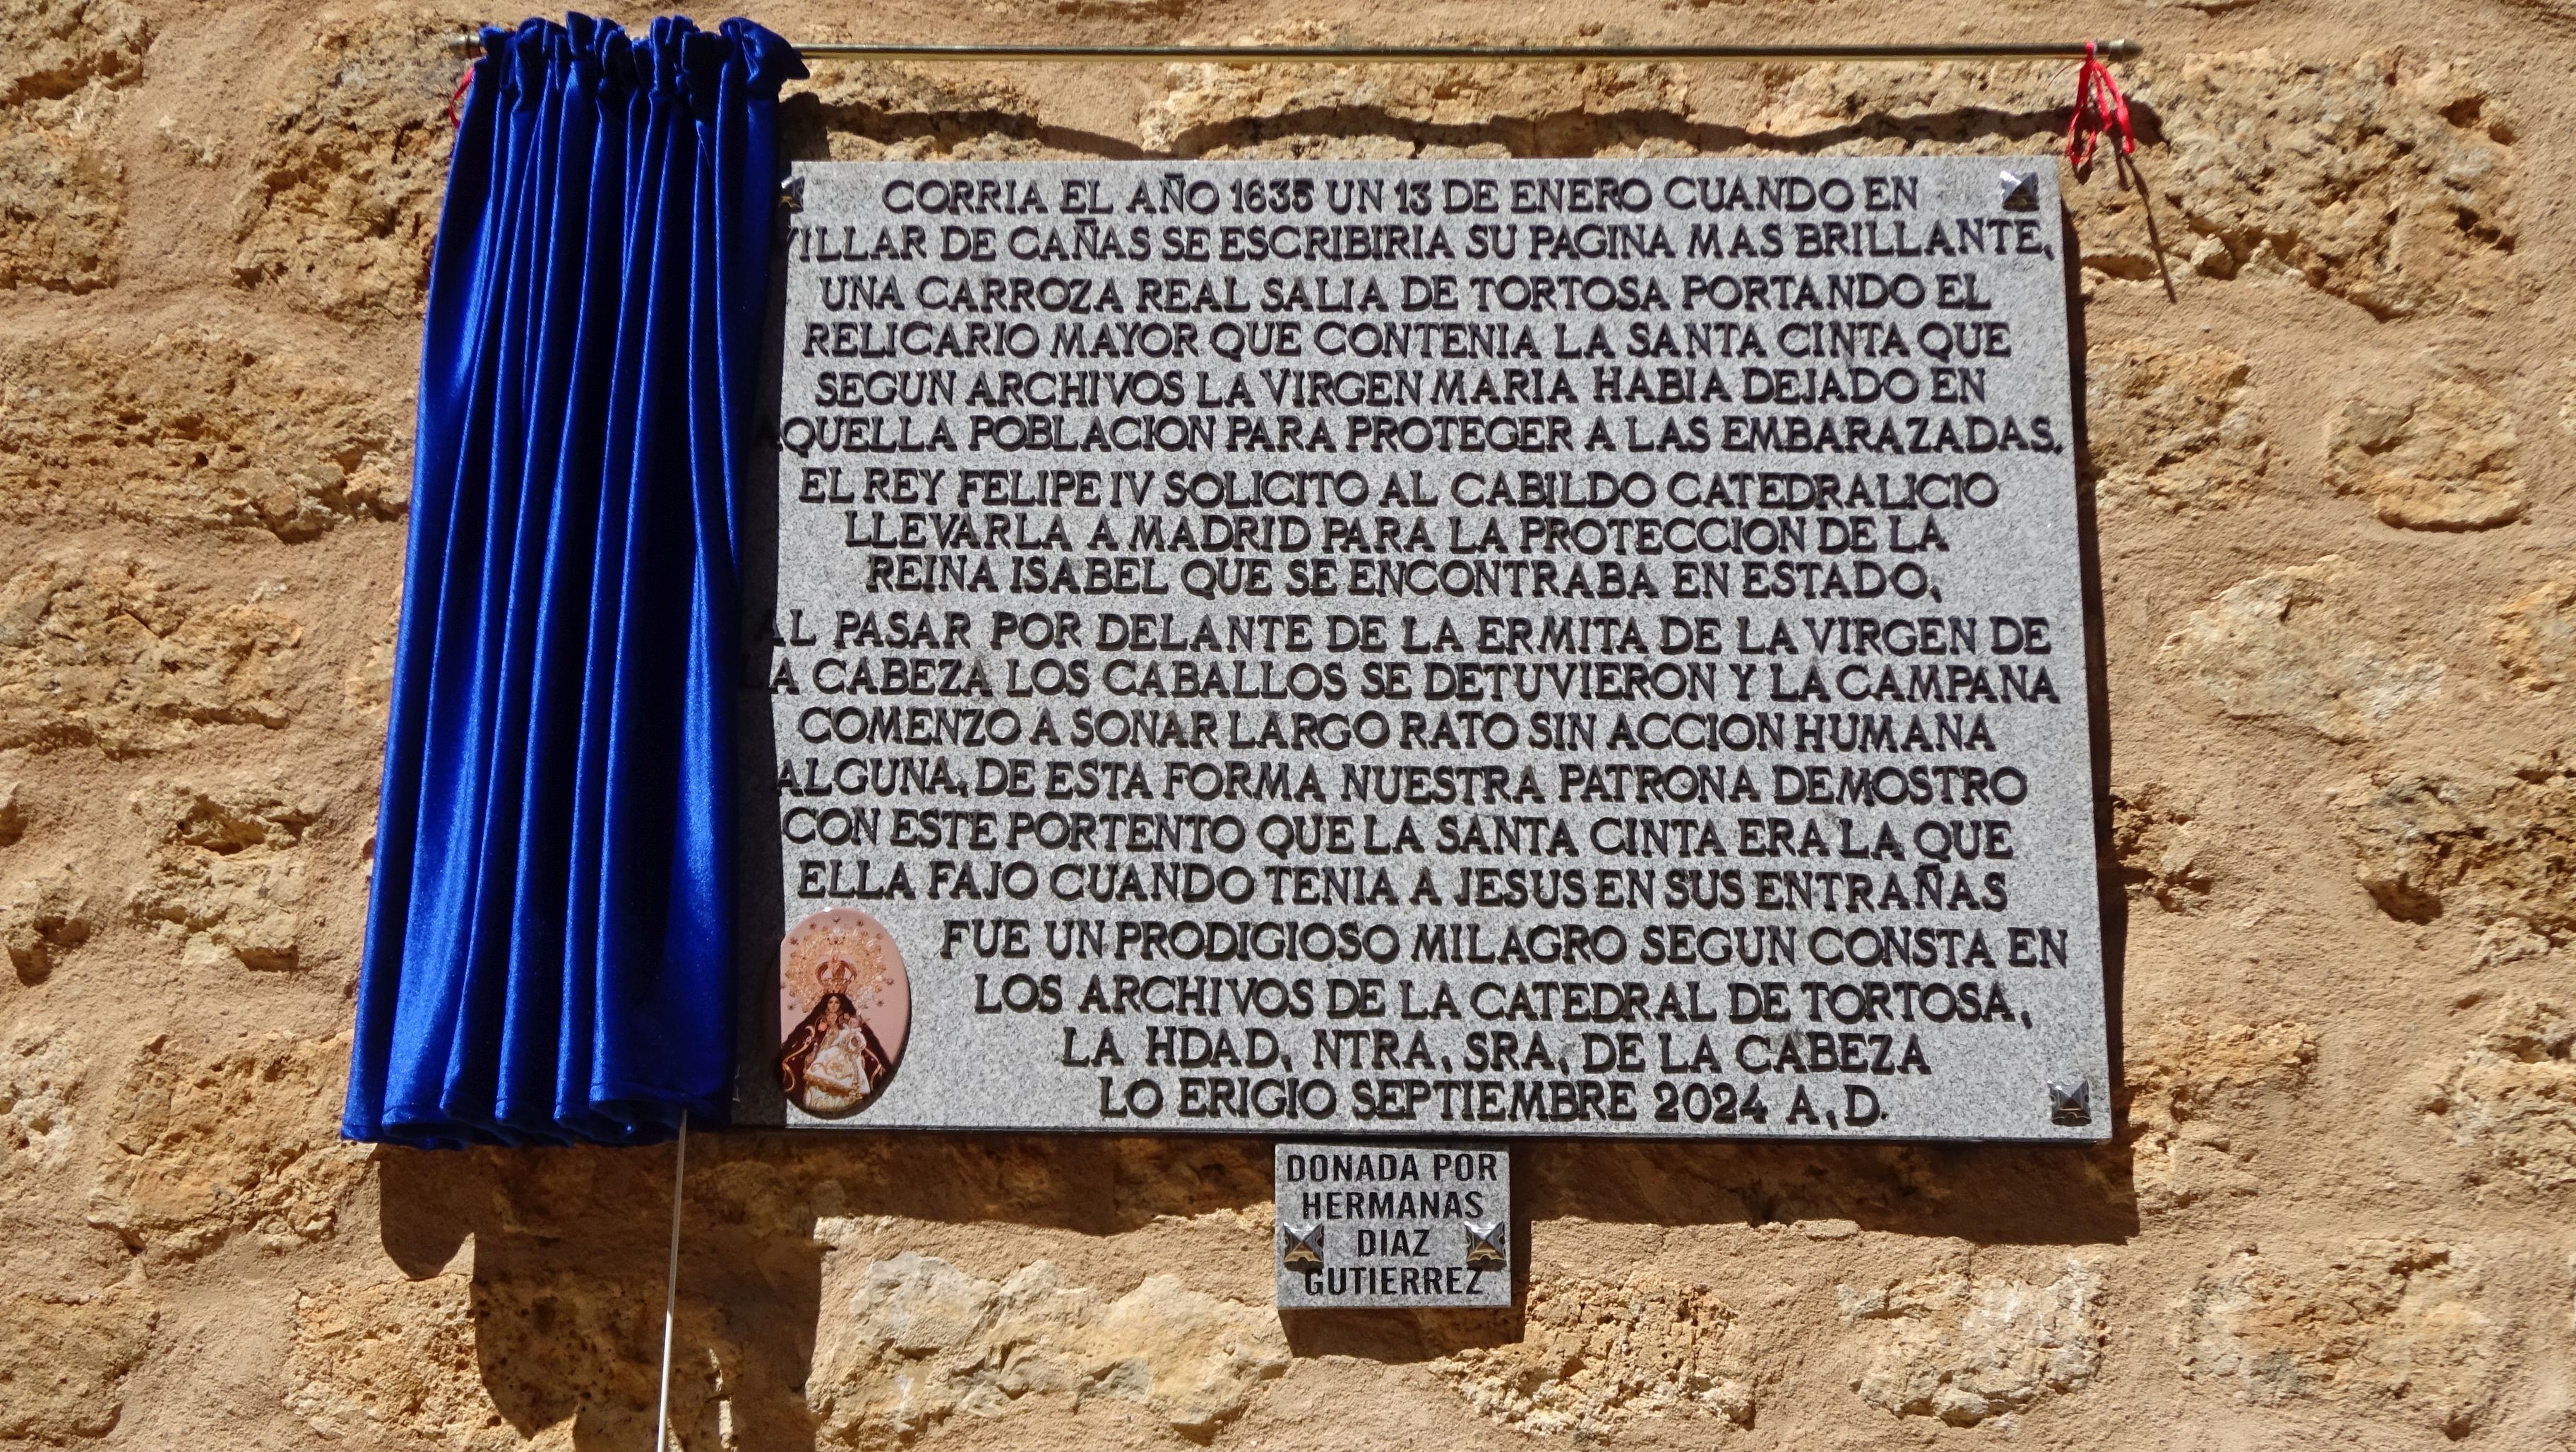 CORRIA EL AÑO 1635 UN 13 DE ENERO CUANDO EN
VILLAR DE CAÑAS SE ESCRIBIRIA SU PAGINA MAS BRILLANTE,
UNA CARROZA REAL SALIA DE TORTOSA PORTANDO EL
RELICARIO MAYOR QUE CONTENIA LA SANTA CINTA QUE
SEGUN ARCHIVOS LA VIRGEN MARIA HABIA DEJADO EN
AQUELLA POBLACION PARA PROTEGER A LAS EMBARAZADAS.
EL REY FELIPE IV SOLICITO AL CABILDO CATEDRALICIO
LLEVARLA A MADRID PARA LA PROTECCION DE LA
REINA ISABEL QUE SE ENCONTRABA EN ESTADO,
AL PASAR POR DELANTE DE LA ERMITA DE LA VIRGEN DE
LA CABEZA LOS CABALLOS SE DETUVIERON Y LA CAMPANA
COMENZO A SONAR LARGO RATO SIN ACCION HUMANA
ALGUNA, DE ESTA FORMA NUESTRA PATRONA DEMOSTRO
CON ESTE PORTENTO QUE LA SANTA CINTA ERA LA QUE
ELLA FAJO CUANDO TENIA A JESUS EN SUS ENTRAÑAS
FUE UN PRODIGIOSO MILAGRO SEGUN CONSTA EN
LOS ARCHIVOS DE LA CATEDRAL DE TORTOSA,
LA HDAD, NTRA, SRA, DE LA CABEZA
LO ERIGIO SEPTIEMBRE 2024 A, D.
DONADA POR
HERMANAS
DIAZ
GUTIERREZ